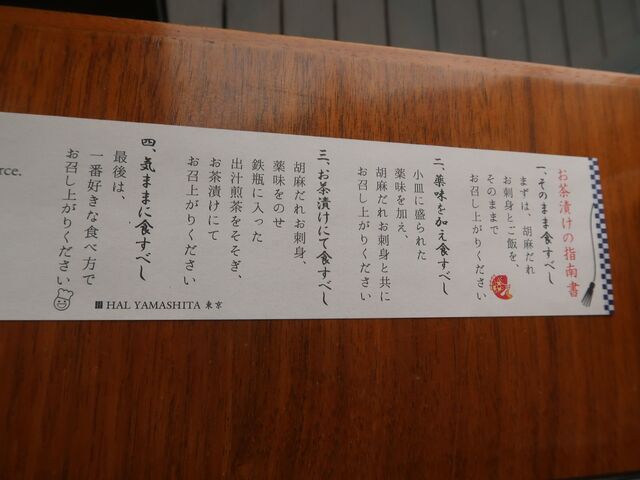 お茶漬けの指南書
一、そのまま食すべし
まずは、胡麻だれ
お刺身とご飯を、
そのままで
お召し上がりください
二、薬味を加え食すべし
小皿に盛られた
薬味を加え、
胡麻だれお刺身と共に
お召し上がりください
三、お茶漬けにて食すべし
胡麻だれお刺身、
薬味をのせ
鉄瓶に入った
出汁煎茶をそそぎ、
お茶漬けにて
お召し上がりください
四、気ままに食すべし
最後は、
一番好きな食べ方で
お召し上がりください
HAL YAMASHITA 東京
rce.